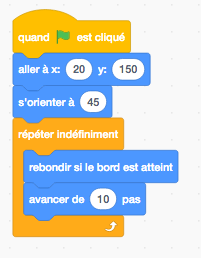 quand est cliqué
aller à x: 20 y: 150
s'orienter à 45
répéter indéfiniment
rebondir si le bord est atteint
avancer de 10 pas